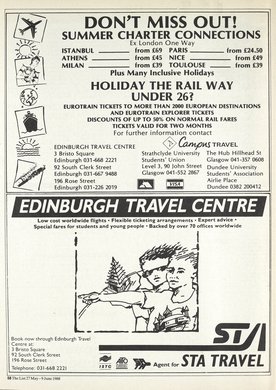 DON'T MISS OUT!
SUMMER CHARTER CONNECTIONS
Ex London One Way
ISTANBUL from £69 PARIS from £24.50
ATHENS from £45 NICE from £49
MILAN from £39 TOULOUSE from £39
Plus Many Inclusive Holidays
HOLIDAY THE RAIL WAY
UNDER 26?
EUROTRAIN TICKETS TO MORE THAN 2000 EUROPEAN DESTINATIONS
AND EUROTRAIN EXPLORER TICKETS
DISCOUNTS OF UP TO 50% ON NORMAL RAIL FARES
TICKETS VALID FOR TWO MONTHS
For further information contact
Campus TRAVEL
EDINBURGH TRAVEL CENTRE
3 Bristo Square
Edinburgh 031-668 2221
92 South Clerk Street
Edinburgh 031-667 9488
196 Rose Street
Edinburgh 031-226 2019
Strathclyde University
Students' Union
Level 3, 90 John Street
Glasgow 041-552 2867
VISA
The Hub Hillhead St
Glasgow 041-357 0608
Dundee University
Students' Association
Airlie Place
Dundee 0382 200412
EDINBURGH TRAVEL CENTRE
Low cost worldwide flights • Flexible ticketing arrangements • Expert advice •
Special fares for students and young people • Backed by over 70 offices worldwide
Book now through Edinburgh Travel
Centre at:
3 Bristo Square
92 South Clerk Street
196 Rose Street
Telephone: 031-668 2221
ISTC
Agent for
STA
STA TRAVEL
58 The List 27 May - 9 June 1988